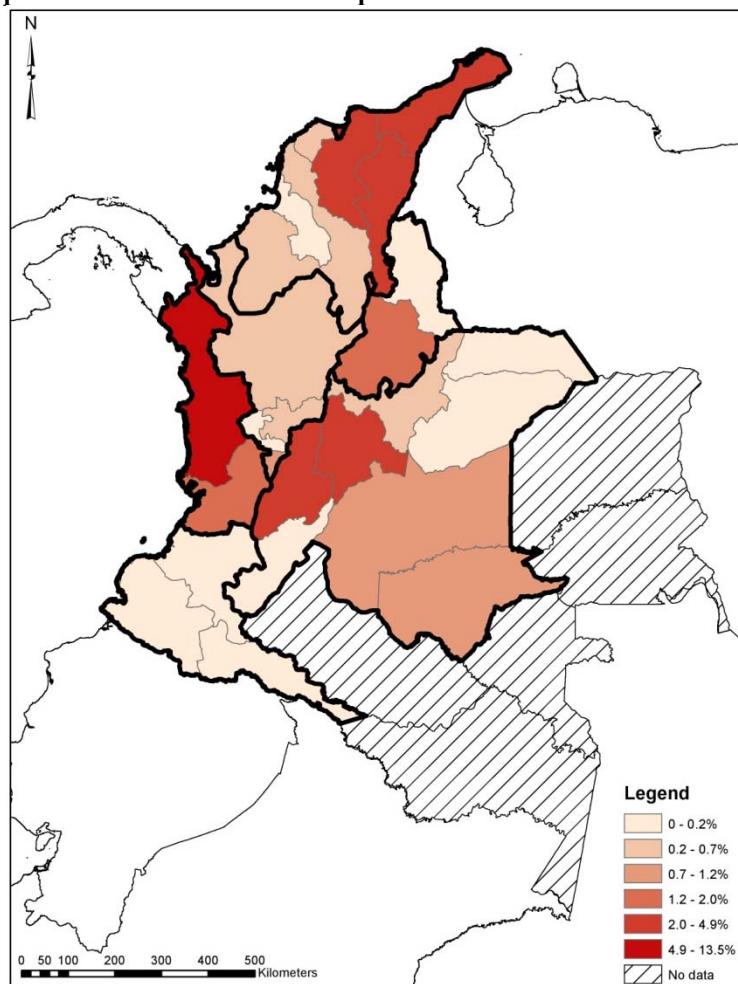 N
Legend
0 - 0.2%
0.2 - 0.7%
0.7 - 1.2%
1.2 - 2.0%
2.0 - 4.9%
4.9 - 13.5%
No data
0 50 100 200 300 400 500
Kilometers